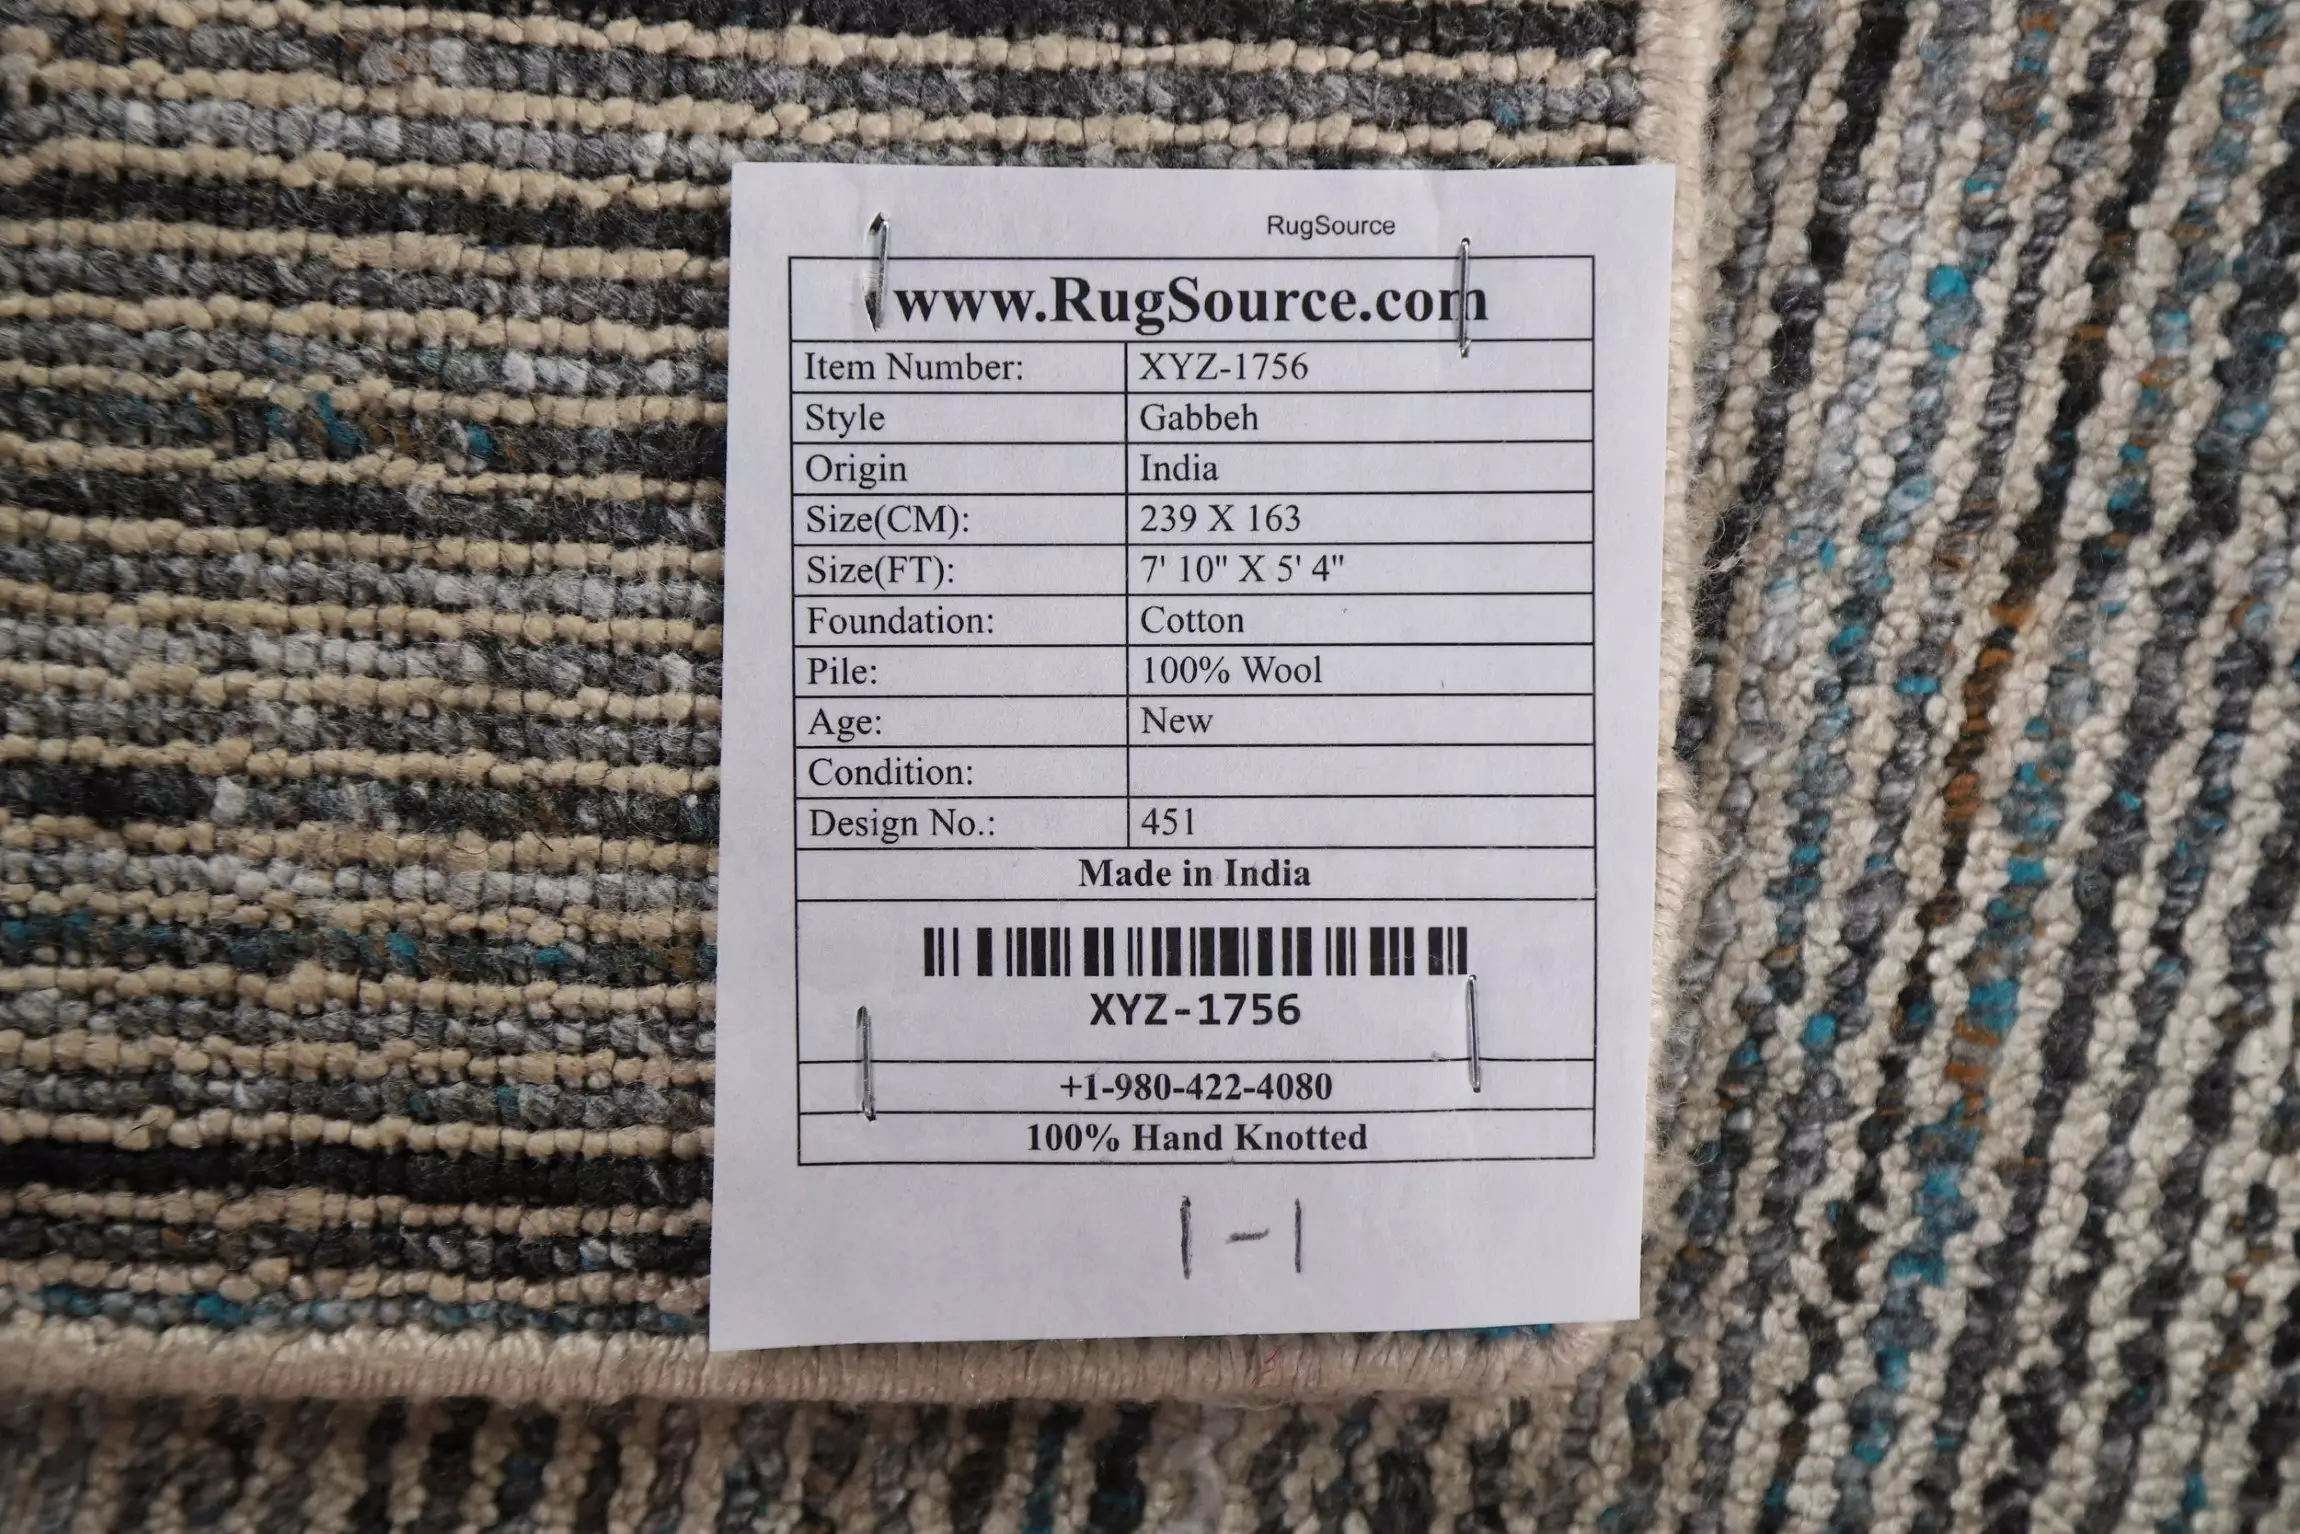 RugSource
www.RugSource.com
Item Number: XYZ-1756
Style Gabbeh
Origin India
Size(CM): 239 X 163
Size(FT): 7' 10" X 5' 4"
Foundation: Cotton
Pile: 100% Wool
Age: New
Condition:
Design No.: 451
Made in India
XYZ-1756
+1-980-422-4080
100% Hand Knotted
1-1